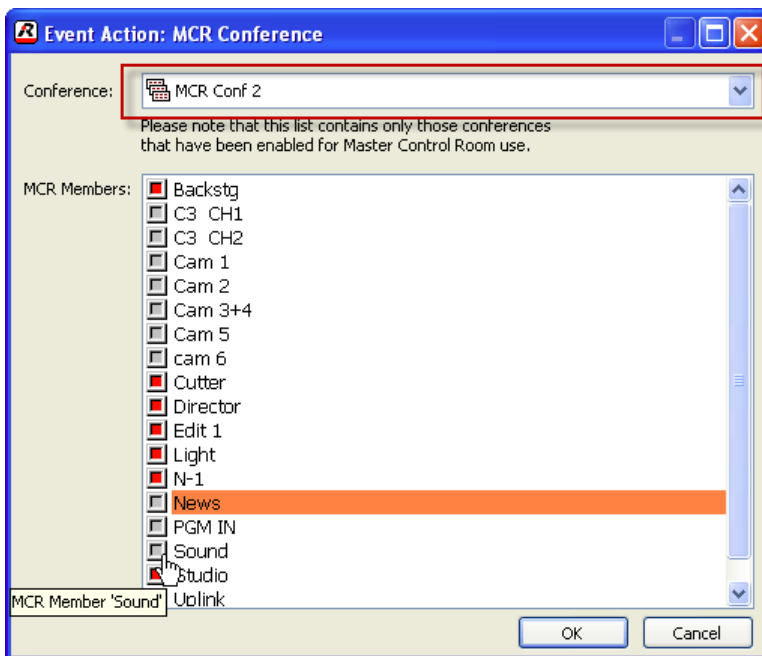 Event Action: MCR Conference
Conference: MCR Conf 2
Please note that this list contains only those conferences
that have been enabled for Master Control Room use.
MCR Members: Backstg
C3 CH1
C3 CH2
Cam 1
Cam 2
Cam 3+4
Cam 5
cam 6
Cutter
Director
Edit 1
Light
N-1
News
PGM IN
Sound
Studio
MCR Member 'Sound' Uplink
OK Cancel